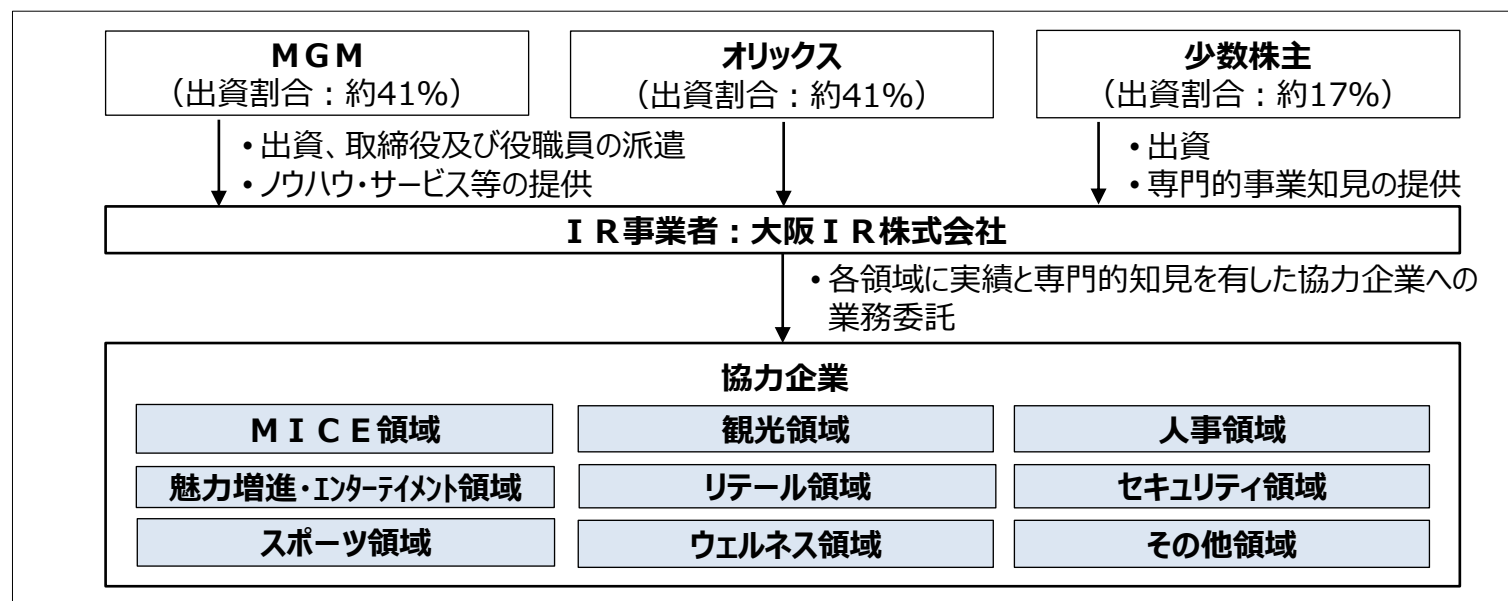 MGM
（出資割合：約41%）
オリックス
（出資割合：約41%）
少数株主
（出資割合：約17%）
• 出資、取締役及び役職員の派遣
• ノウハウ・サービス等の提供
• 出資
• 専門的事業知見の提供
ＩＲ事業者：大阪ＩＲ株式会社
• 各領域に実績と専門的知見を有した協力企業への
業務委託
協力企業
ＭＩＣＥ領域
観光領域
人事領域
魅力増進・エンターテイメント領域
リテール領域
セキュリティ領域
スポーツ領域
ウェルネス領域
その他領域